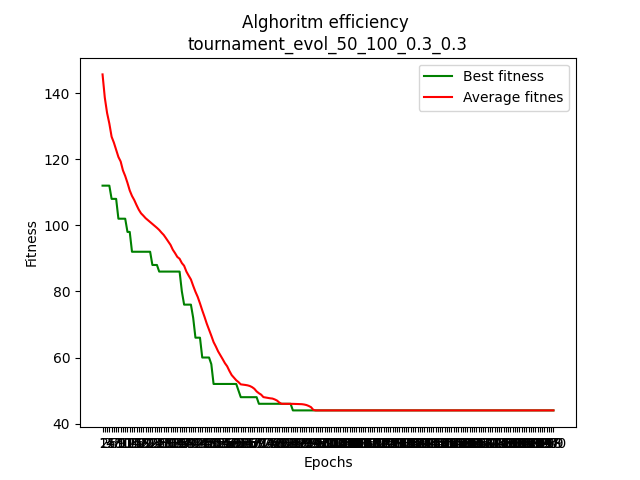 Alghoritm efficiency
tournament_evol_50_100_0.3_0.3
Best fitness
Average fitnes
140
120
100
80
60
40
Fitness
Epochs